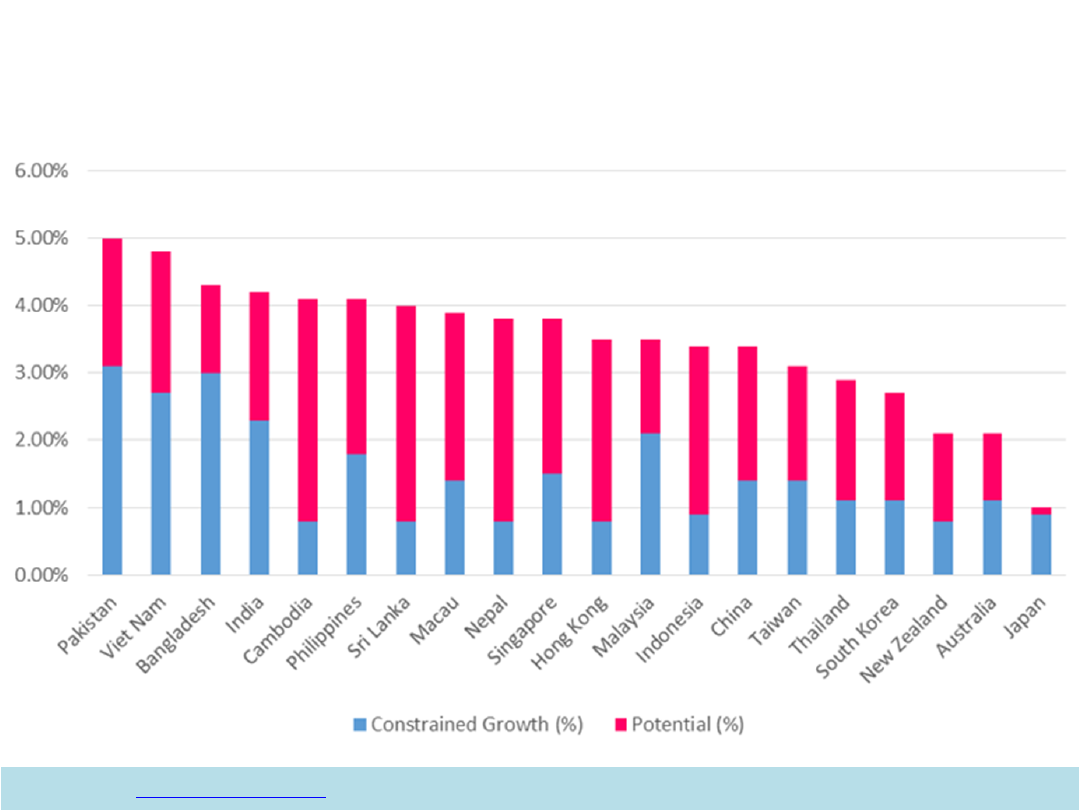 6.00%
5.00%
4.00%
3.00%
2.00%
1.00%
0.00%
Pakistan
Viet Nam
Bangladesh
India
Cambodia
Philippines
Sri Lanka
Macau
Nepal
Singapore
Hong Kong
Malaysia
Indonesia
China
Taiwan
Thailand
South Korea
New Zealand
Australia
Japan
Constrained Growth (%) Potential (%)